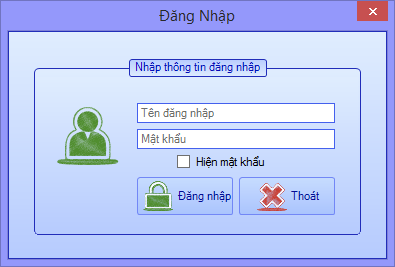 Đăng Nhập
Nhập thông tin đăng nhập
Tên đăng nhập
Mật khẩu
Hiện mật khẩu
Đăng nhập
Thoát